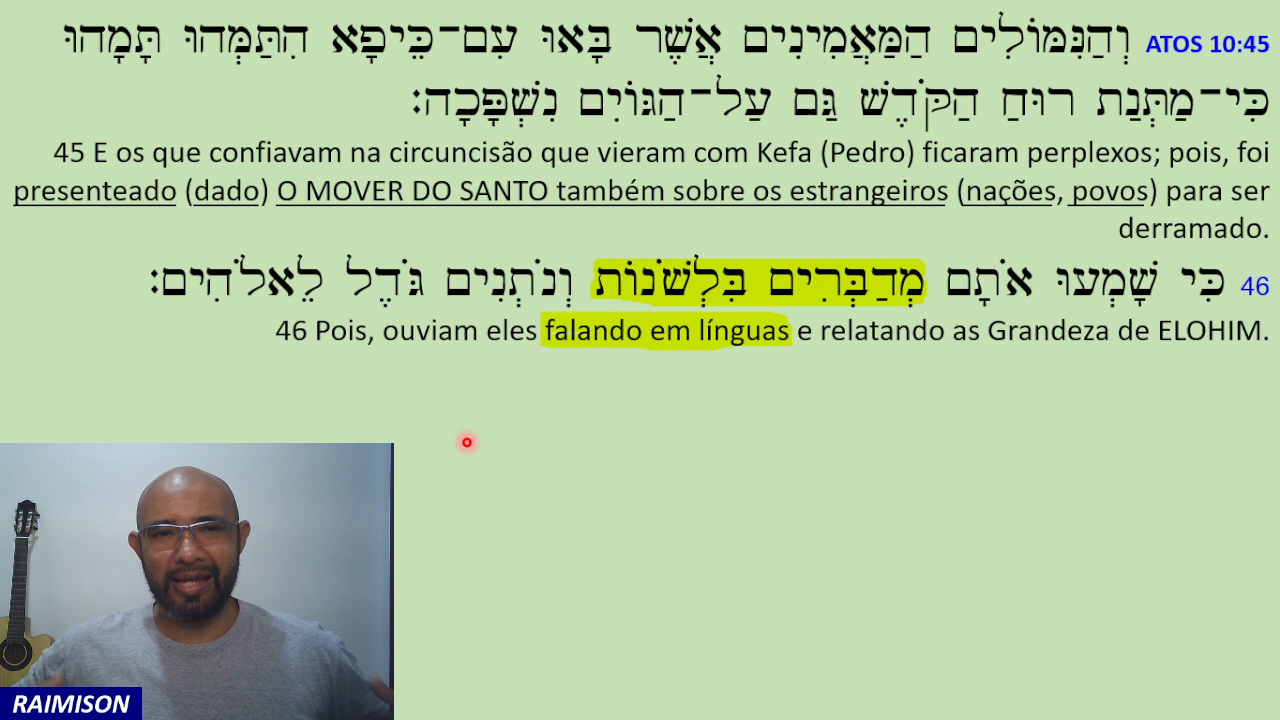 ATOS 10:45 וְהַנִּמּוֹלִים הַמַּאֲמִינִים אֲשֶׁר בָּאוּ עִם־כֵּיפָא הִתַּמְּהוּ תָּמָהוּ
כִּי־מַתְּנַת רוּחַ הַקֹּדֶשׁ גַּם עַל־הַגּוֹיִם נִשְׁפָּכָה׃
45 E os que confiavam na circuncisão que vieram com Kefa (Pedro) ficaram perplexos; pois, foi
presenteado (dado) O MOVER DO SANTO também sobre os estrangeiros (nações, povos) para ser
derramado.
46 כִּי שָׁמְעוּ אֹתָם מְדַבְּרִים בִּלְשֹׁנוֹת וְנֹתְנִים גֹּדֶל לֵאלֹהִים׃
46 Pois, ouviam eles falando em línguas e relatando as Grandeza de ELOHIM.
RAIMISON